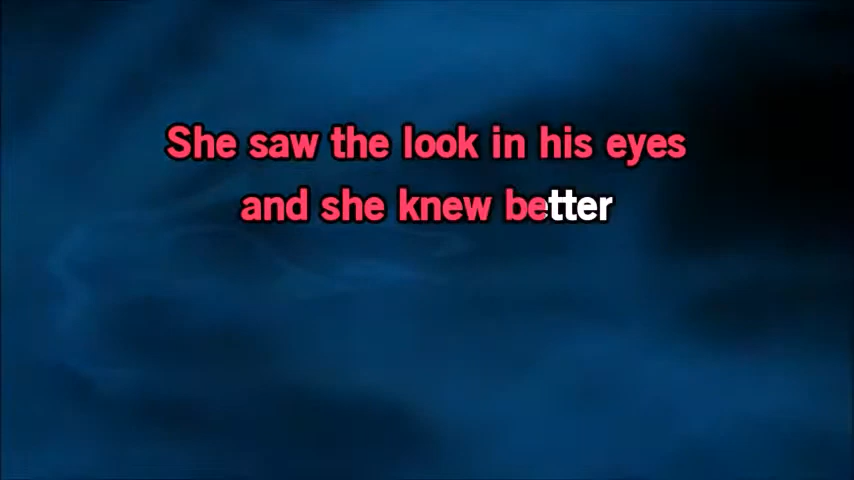 She saw the look in his eyes
and she knew better